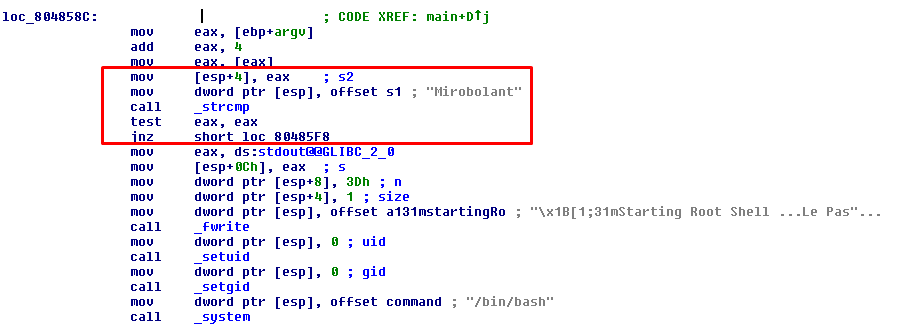 loc_804858C: ; CODE XREF: main+D↑j
mov eax, [ebp+argv]
add eax, 4
mov eax, [eax]
mov [esp+4], eax ; s2
mov dword ptr [esp], offset s1 ; "Mirobolant"
call _strcmp
test eax, eax
jnz short loc_80485F8
mov eax, ds:stdout@@GLIBC_2_0
mov [esp+0Ch], eax ; s
mov dword ptr [esp+8], 3Dh ; n
mov dword ptr [esp+4], 1 ; size
mov dword ptr [esp], offset a131mstartingRo ; "\x1B[1;31mStarting Root Shell ...Le Pas"...
call _fwrite
mov dword ptr [esp], 0 ; uid
call _setuid
mov dword ptr [esp], 0 ; gid
call _setgid
mov dword ptr [esp], offset command ; "/bin/bash"
call _system